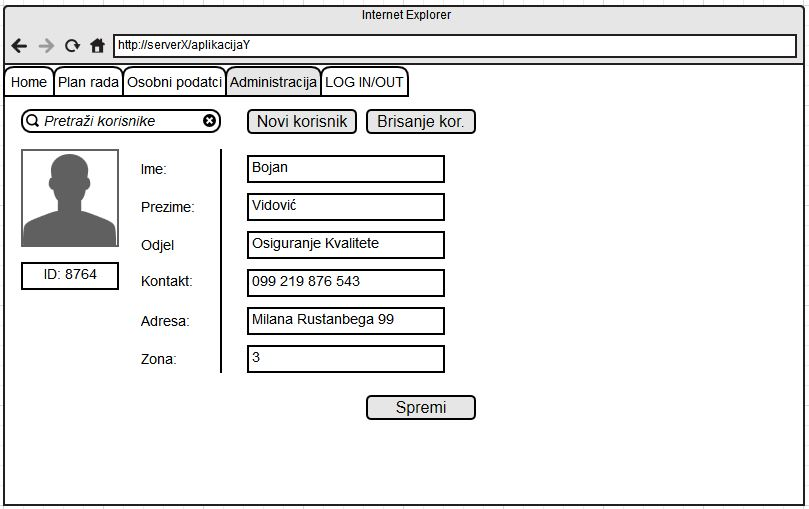 Internet Explorer
http://serverX/aplikacijaY
Home Plan rada Osobni podatci Administracija LOG IN/OUT
Pretraži korisnike Novi korisnik Brisanje kor.
Ime: Bojan
Prezime: Vidović
Odjel Osiguranje Kvalitete
ID: 8764
Kontakt: 099 219 876 543
Adresa: Milana Rustanbega 99
Zona: 3
Spremi